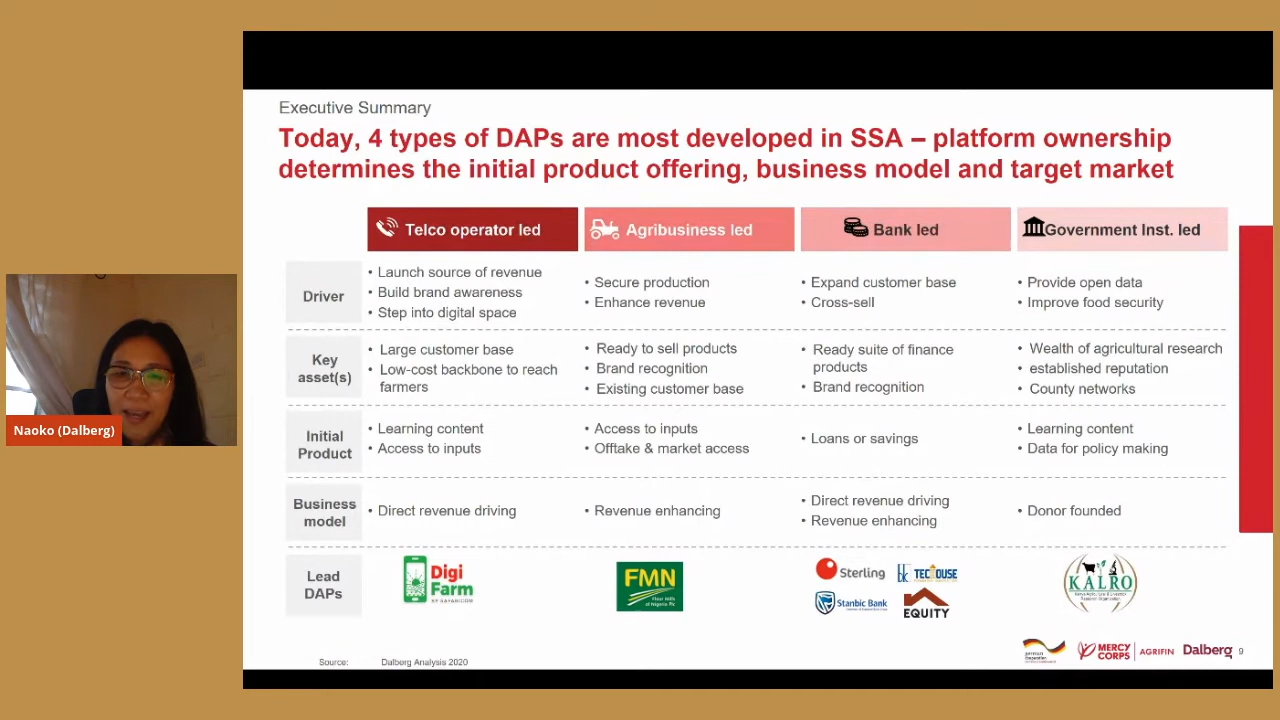 Executive Summary
Today, 4 types of DAPs are most developed in SSA – platform ownership
determines the initial product offering, business model and target market
Telco operator led
Agribusiness led
Bank led
Government Inst. led
Driver
• Launch source of revenue
• Build brand awareness
• Step into digital space
• Secure production
• Enhance revenue
• Expand customer base
• Cross-sell
• Provide open data
• Improve food security
Key
asset(s)
• Large customer base
• Low-cost backbone to reach
farmers
• Ready to sell products
• Brand recognition
• Existing customer base
• Ready suite of finance
products
• Brand recognition
• Wealth of agricultural research
• established reputation
• County networks
Initial
Product
• Learning content
• Access to inputs
• Access to inputs
• Offtake & market access
• Loans or savings
• Learning content
• Data for policy making
Business
model
• Direct revenue driving
• Revenue enhancing
• Direct revenue driving
• Revenue enhancing
• Donor founded
Lead
DAPs
Digi
Farm
BY SAFARICOM
FMN
Flour Mills
of Nigeria Plc
Sterling
Stanbic Bank
EQUITY
KALRO
Naoko (Dalberg)
Source:
Dalberg Analysis 2020
MERCY
CORPS
AGRIFIN
Dalberg
9